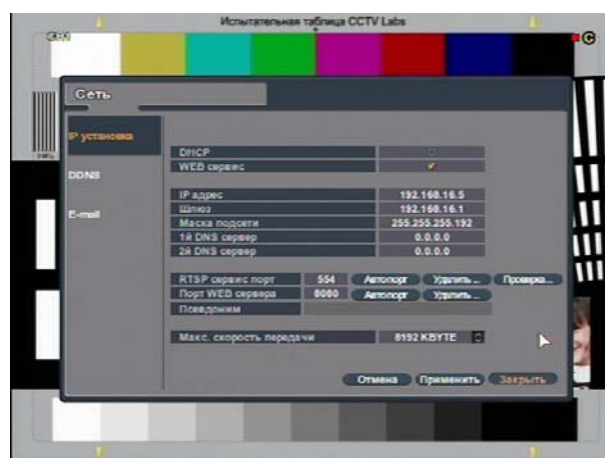 Испытательная таблица CCTV Labs
CH1
C
Сеть
IP установка
DDNS
E-mail
DHCP
WEB сервис
IP адрес 192.168.16.5
Шлюз 192.168.16.1
Маска подсети 255.255.255.192
1й DNS сервер 0.0.0.0
2й DNS сервер 0.0.0.0
RTSP сервис порт 554 Автопорт Удалить... Проверка...
Порт WEB сервера 8080 Автопорт Удалить...
Псевдоним
Макс. скорость передачи 8192 KBYTE
Отмена Применить Закрыть